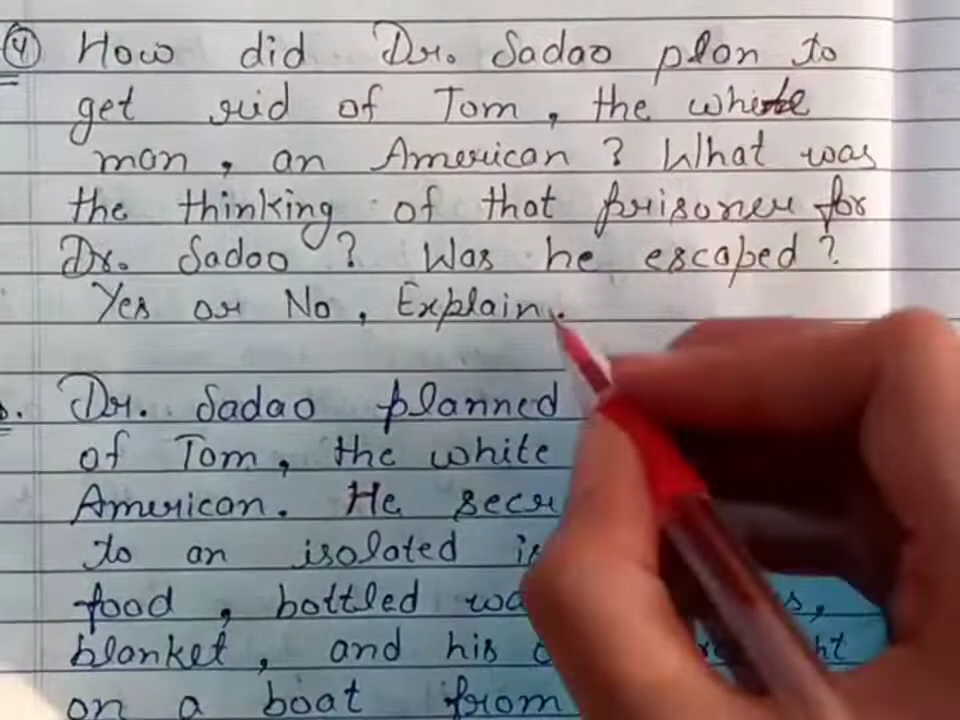 4 How did Dr. Sadao plan to
get rid of Tom, the white
man, an American? What was
the thinking of that prisoner for
Dr. Sadao? Was he escaped?
Yes or No, Explain.
Dr. Sadao planned
of Tom, the white
American. He
to an isolated
food, bottled
blanket, and his
on a boat from